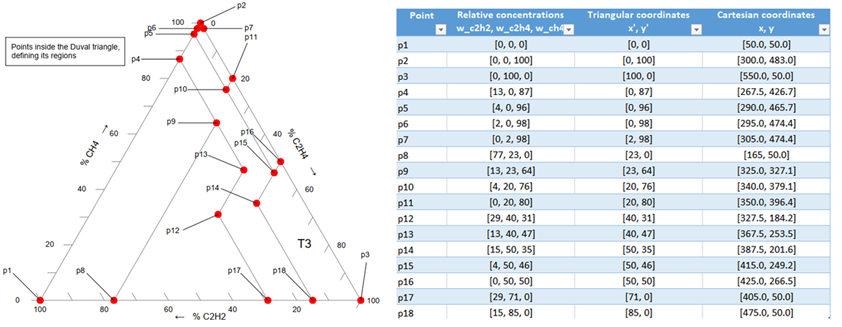 p2
100
0
p6
p7
p5
p11
Points inside the Duval triangle,
defining its regions
p4
80
20
p10
p9
p16
60
40
% CH4 →
% C2H4 →
p15
p13
40
60
p14
p12
20
80
T3
p1
p8
p17
p18
p3
0
100
80
60
40
20
100
← % C2H2
Point Relative concentrations Triangular coordinates Cartesian coordinates
w_c2h2, w_c2h4, w_ch4 x', y' x, y
p1 [0, 0, 0] [0, 0] [50.0, 50.0]
p2 [0, 0, 100] [0, 100] [300.0, 483.0]
p3 [0, 100, 0] [100, 0] [550.0, 50.0]
p4 [13, 0, 87] [0, 87] [267.5, 426.7]
p5 [4, 0, 96] [0, 96] [290.0, 465.7]
p6 [2, 0, 98] [0, 98] [295.0, 474.4]
p7 [0, 2, 98] [2, 98] [305.0, 474.4]
p8 [77, 23, 0] [23, 0] [165, 50.0]
p9 [13, 23, 64] [23, 64] [325.0, 327.1]
p10 [4, 20, 76] [20, 76] [340.0, 379.1]
p11 [0, 20, 80] [20, 80] [350.0, 396.4]
p12 [29, 40, 31] [40, 31] [327.5, 184.2]
p13 [13, 40, 47] [40, 47] [367.5, 253.5]
p14 [15, 50, 35] [50, 35] [387.5, 201.6]
p15 [4, 50, 46] [50, 46] [415.0, 249.2]
p16 [0, 50, 50] [50, 50] [425.0, 266.5]
p17 [29, 71, 0] [71, 0] [405.0, 50.0]
p18 [15, 85, 0] [85, 0] [475.0, 50.0]